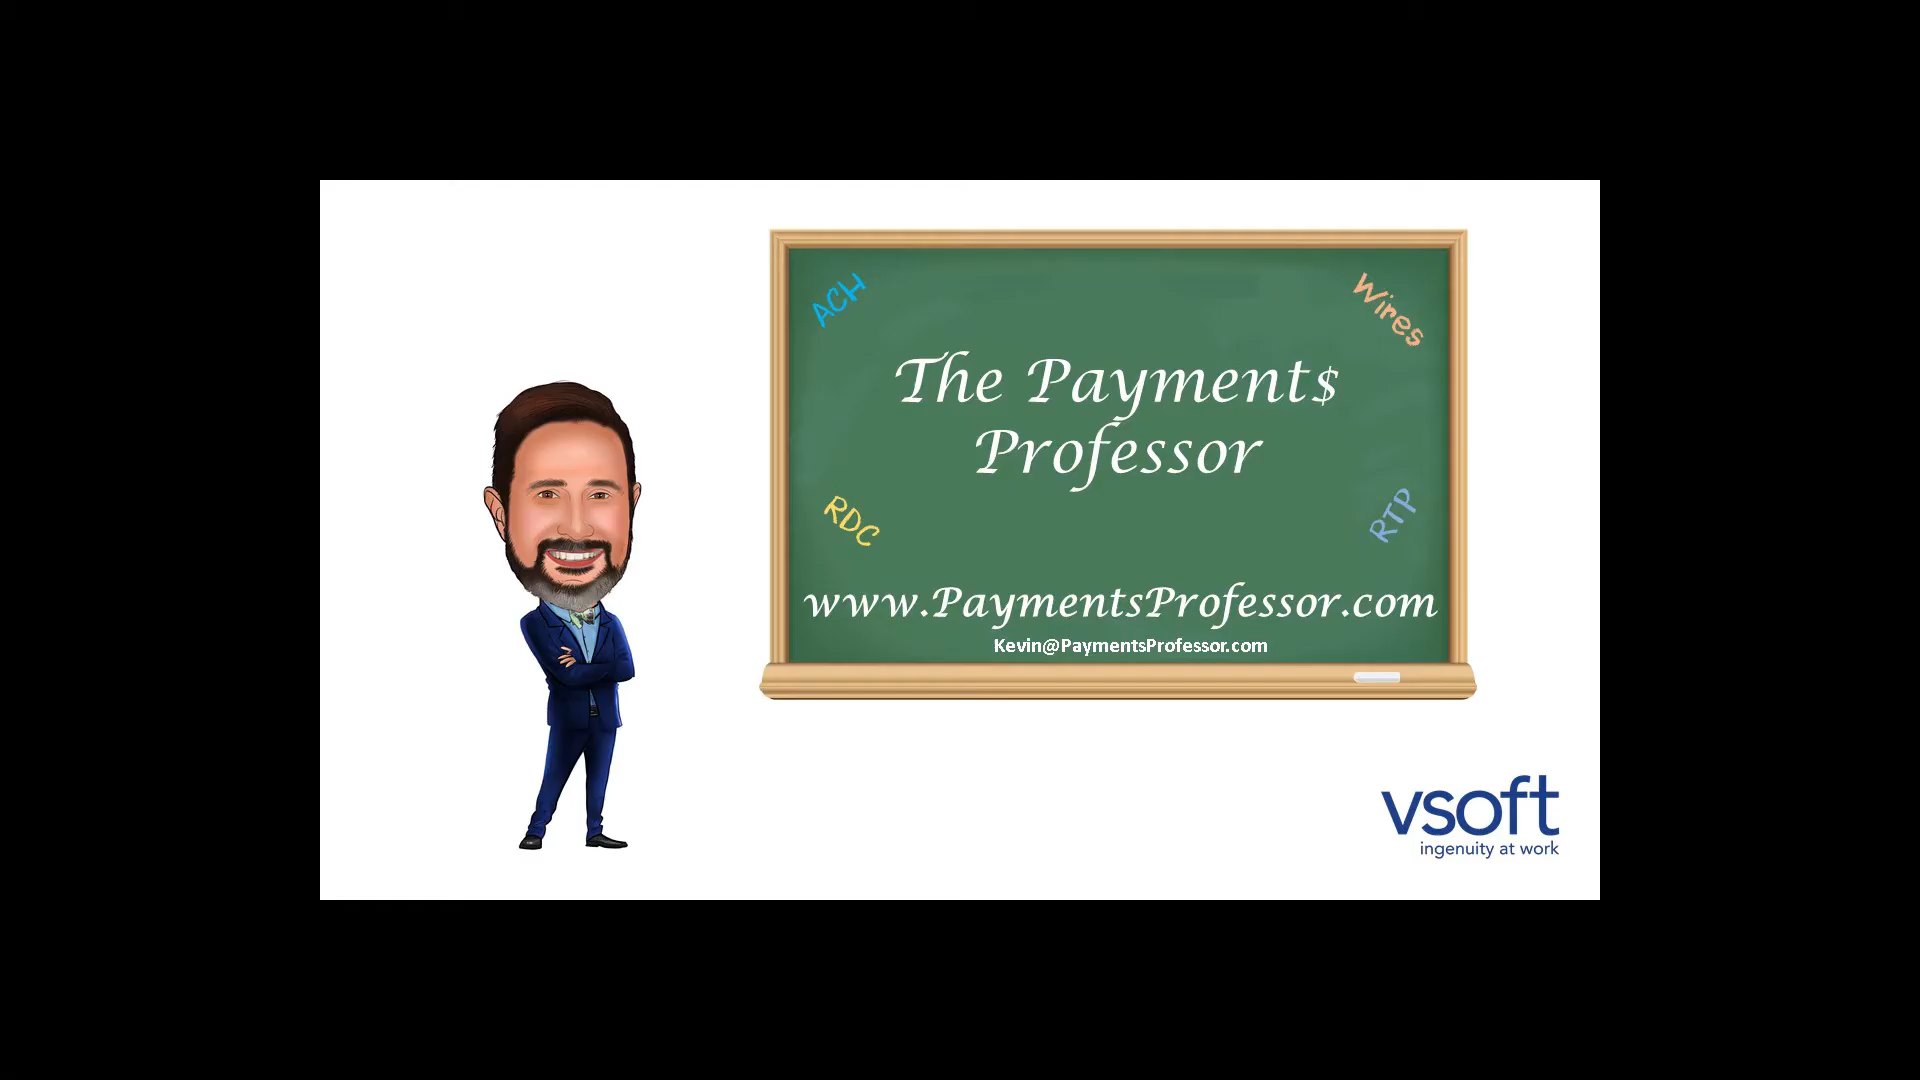 ACH
Wires
The Payment$
Professor
RDC
RTP
www.PaymentsProfessor.com
Kevin@PaymentsProfessor.com
vsoft
ingenuity at work